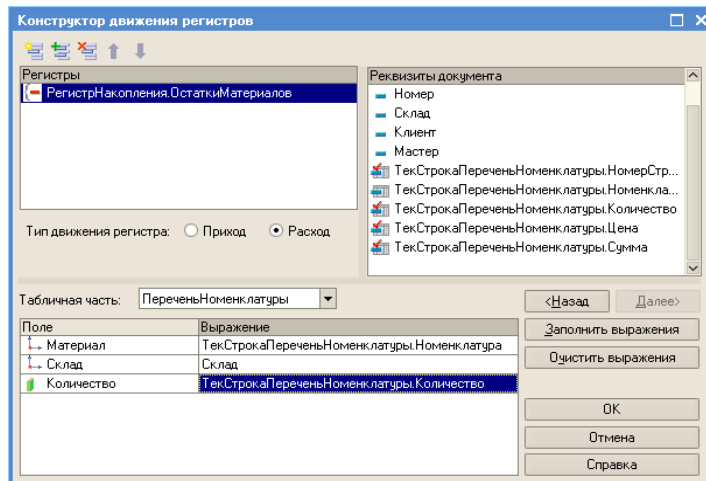 Конструктор движения регистров
Регистры
РегистрНакопления.ОстаткиМатериалов
Реквизиты документа
Номер
Склад
Клиент
Мастер
ТекСтрокаПереченьНоменклатуры.НомерСтр...
ТекСтрокаПереченьНоменклатуры.Номенкла...
ТекСтрокаПереченьНоменклатуры.Количество
ТекСтрокаПереченьНоменклатуры.Цена
ТекСтрокаПереченьНоменклатуры.Сумма
Тип движения регистра: Приход Расход
Табличная часть: ПереченьНоменклатуры
<Назад Далее>
Поле Выражение
Материал ТекСтрокаПереченьНоменклатуры.Номенклатура
Склад Склад
Количество ТекСтрокаПереченьНоменклатуры.Количество
Заполнить выражения
Очистить выражения
OK
Отмена
Справка